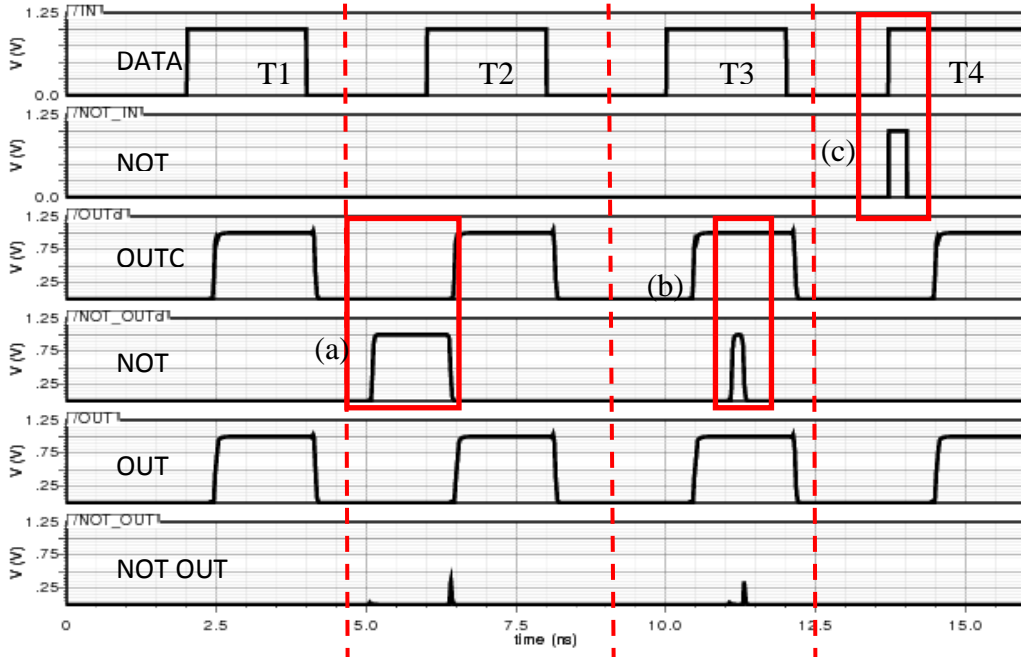 /IN
1.25
V (V)
0.0
DATA
T1
T2
T3
T4
/NOT_IN
1.25
V (V)
0.0
NOT
(c)
/OUTd
1.25
V (V)
.75
.25
OUTC
(b)
/NOT_OUTd
1.25
V (V)
.75
.25
NOT
(a)
/OUT
1.25
V (V)
.75
.25
OUT
/NOT_OUT
1.25
V (V)
.75
.25
NOT OUT
0 2.5 5.0 7.5 10.0 12.5 15.0
time (ns)